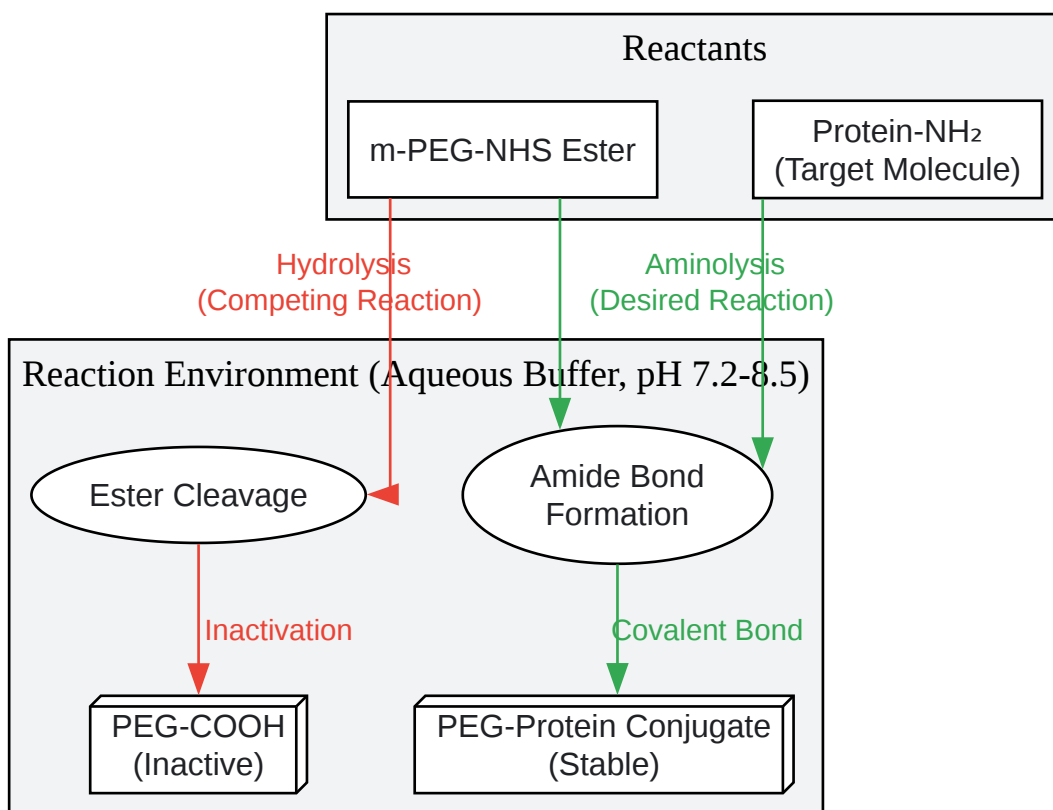 Reactants
m-PEG-NHS Ester
Protein-NH₂
(Target Molecule)
Hydrolysis
(Competing Reaction)
Aminolysis
(Desired Reaction)
Reaction Environment (Aqueous Buffer, pH 7.2-8.5)
Ester Cleavage
Amide Bond
Formation
Inactivation
Covalent Bond
PEG-COOH
(Inactive)
PEG-Protein Conjugate
(Stable)